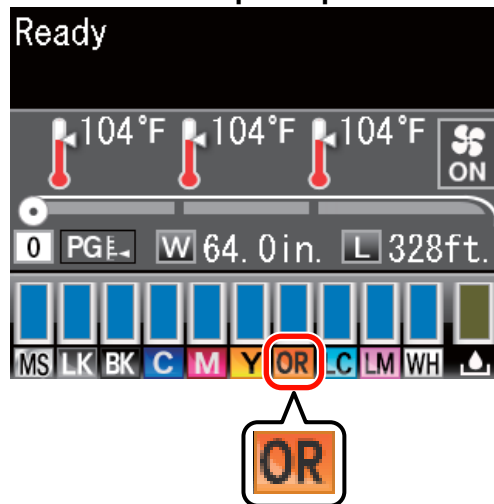 Ready
104°F 104°F 104°F
ON
0 PG W 64.0in. L 328ft.
MS LK BK C M Y OR LC LM WH
OR